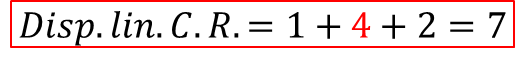 Disp. lin. C. R. = 1 + 4 + 2 = 7